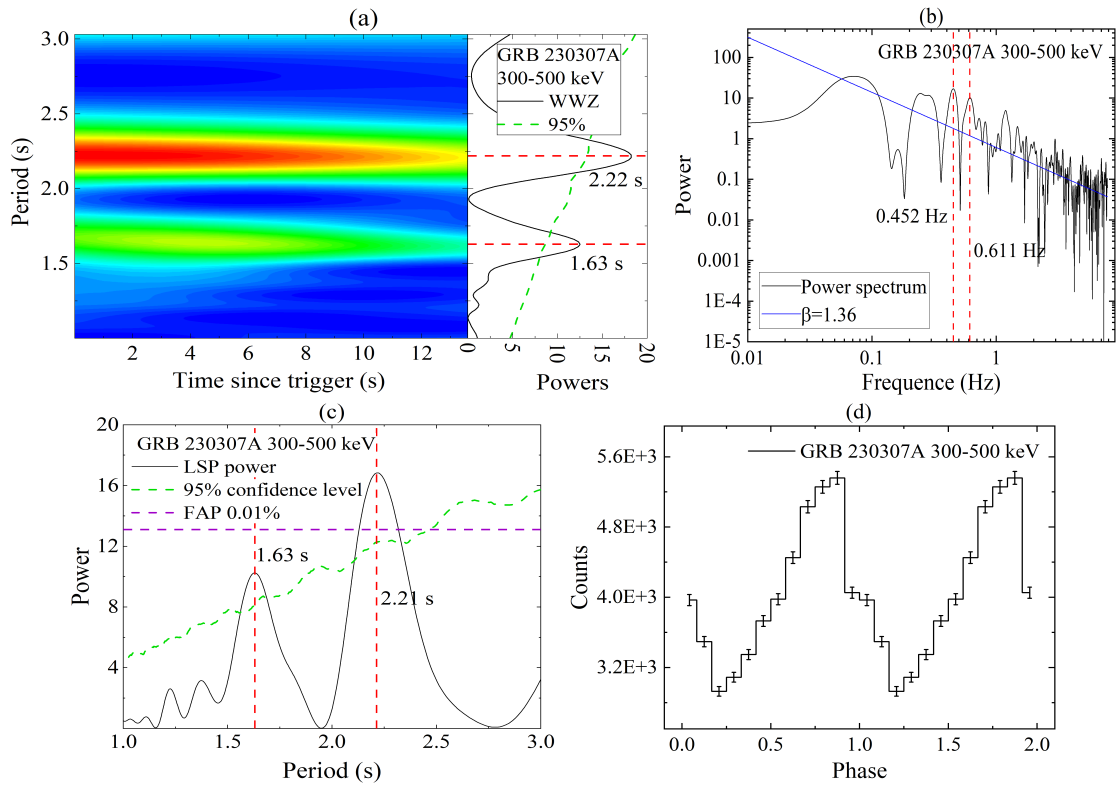 (a)
3.0
2.5
2.0
1.5
Period (s)
2 4 6 8 10 12
Time since trigger (s)
GRB 230307A
300-500 keV
WWZ
95%
2.22 s
1.63 s
0 5 10 15 20
Powers
(b)
GRB 230307A 300-500 keV
100
10
1
0.1
0.01
0.001
1E-4
1E-5
Power
0.452 Hz
0.611 Hz
Power spectrum
β=1.36
0.01 0.1 1
Frequence (Hz)
(c)
GRB 230307A 300-500 keV
LSP power
95% confidence level
FAP 0.01%
20
16
12
8
4
Power
1.63 s
2.21 s
1.0 1.5 2.0 2.5 3.0
Period (s)
(d)
GRB 230307A 300-500 keV
5.6E+3
4.8E+3
4.0E+3
3.2E+3
Counts
0.0 0.5 1.0 1.5 2.0
Phase